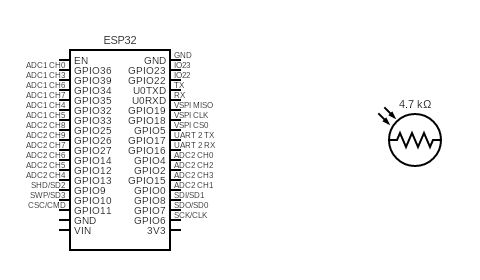 ESP32
EN GND GND
ADC1 CH0 GPIO36 GPIO23 IO23
ADC1 CH3 GPIO39 GPIO22 IO22
ADC1 CH6 GPIO34 U0TXD TX
ADC1 CH7 GPIO35 U0RXD RX
ADC1 CH4 GPIO32 GPIO19 VSPI MISO
ADC1 CH5 GPIO33 GPIO18 VSPI CLK
ADC2 CH8 GPIO25 GPIO5 VSPI CS0
ADC2 CH9 GPIO26 GPIO17 UART 2 TX
ADC2 CH7 GPIO27 GPIO16 UART 2 RX
ADC2 CH6 GPIO14 GPIO4 ADC2 CH0
ADC2 CH5 GPIO12 GPIO2 ADC2 CH2
ADC2 CH4 GPIO13 GPIO15 ADC2 CH3
SHD/SD2 GPIO9 GPIO0 ADC2 CH1
SWP/SD3 GPIO10 GPIO8 SDI/SD1
CSC/CMD GPIO11 GPIO7 SDO/SD0
GND GPIO6 SCK/CLK
VIN 3V3
4.7 kΩ